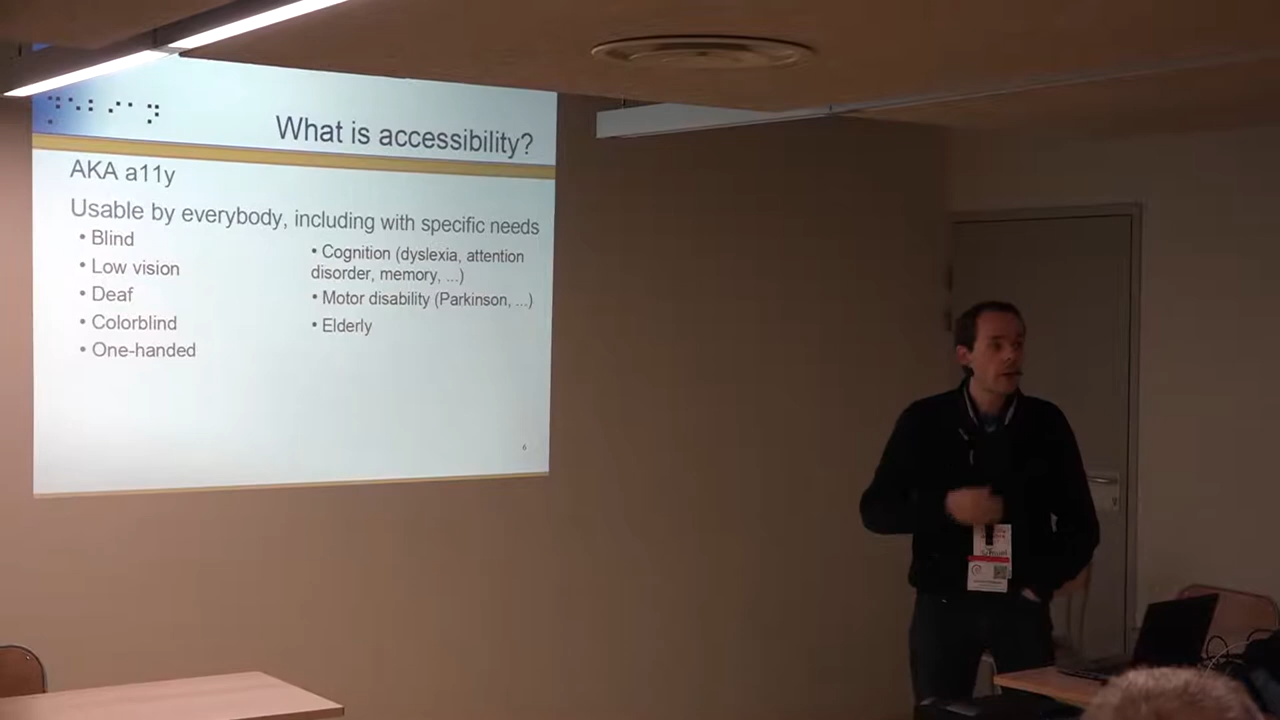 What is accessibility?
AKA a11y
Usable by everybody, including with specific needs
• Blind
• Low vision
• Deaf
• Colorblind
• One-handed
• Cognition (dyslexia, attention
disorder, memory, ...)
• Motor disability (Parkinson, ...)
• Elderly
6